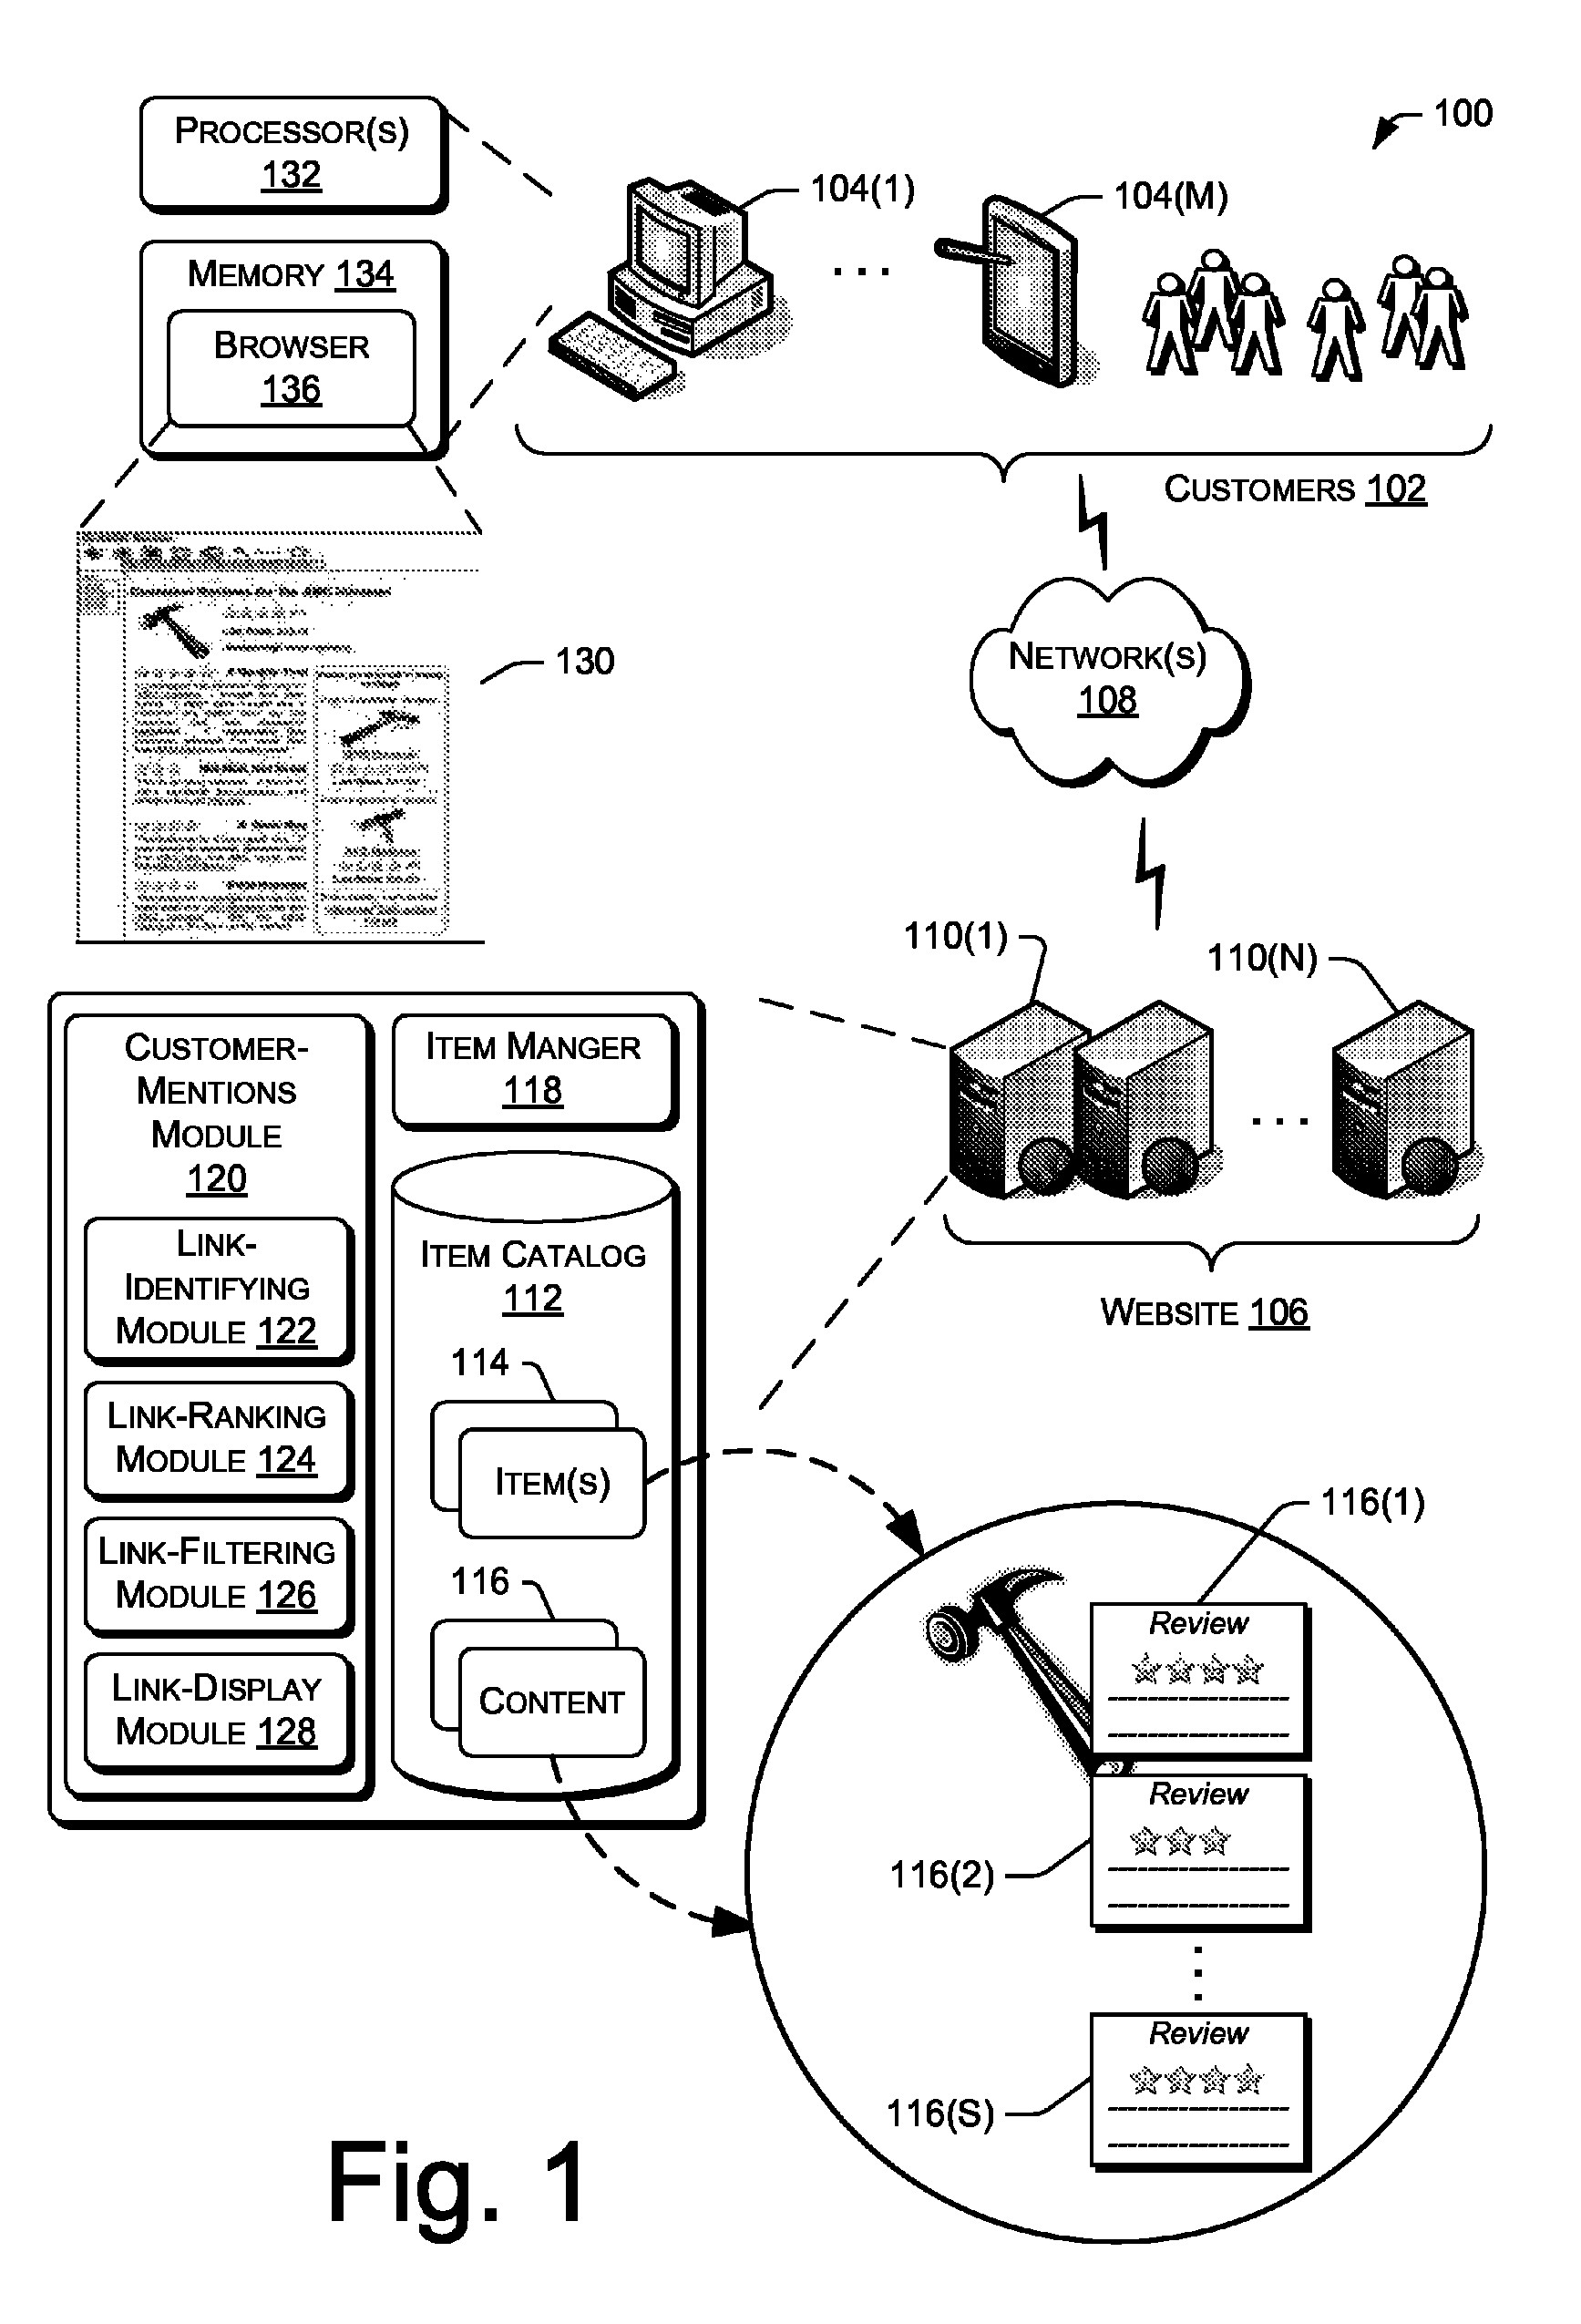 100
PROCESSOR(S)
132
MEMORY 134
BROWSER
136
104(1)
...
104(M)
CUSTOMERS 102
130
NETWORK(S)
108
110(1)
110(N)
...
WEBSITE 106
CUSTOMER-
MENTIONS
MODULE
120
LINK-
IDENTIFYING
MODULE 122
LINK-RANKING
MODULE 124
LINK-FILTERING
MODULE 126
LINK-DISPLAY
MODULE 128
ITEM MANGER
118
ITEM CATALOG
112
114
ITEM(S)
116
CONTENT
116(1)
Review
Review
116(2)
Review
116(S)
Fig. 1